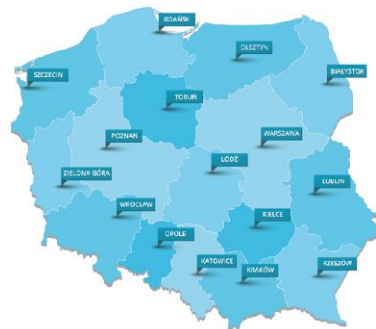 GDAŃSK
OLSZTYN
SZCZECIN
BIAŁYSTOK
TORUŃ
POZNAŃ
WARSZAWA
ŁÓDŹ
ZIELONA GÓRA
LUBLIN
WROCŁAW
KIELCE
OPOLE
KATOWICE
RZESZÓW
KRAKÓW